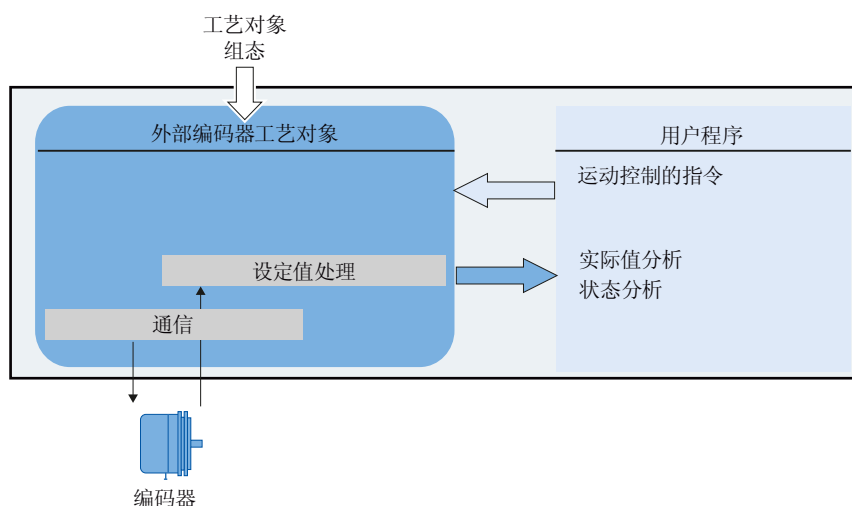 工艺对象
组态
外部编码器工艺对象
用户程序
运动控制的指令
设定值处理
实际值分析
状态分析
通信
编码器